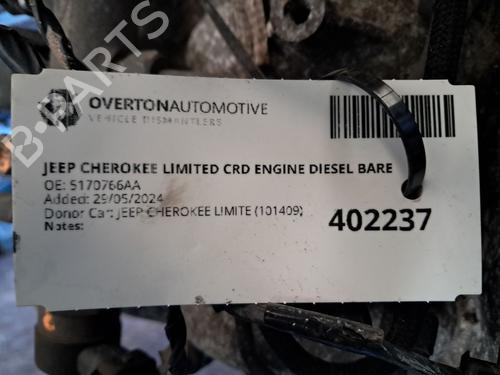 OVERTONAUTOMOTIVE
VEHICLE DISMANTLERS
JEEP CHEROKEE LIMITED CRD ENGINE DIESEL BARE
OE: 5170766AA
Added: 29/05/2024
Donor Car: JEEP CHEROKEE LIMITE (101409)
Notes:
402237
B-PARTS